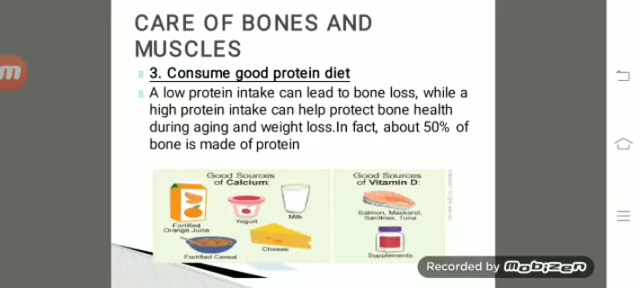 CARE OF BONES AND
MUSCLES
3. Consume good protein diet
A low protein intake can lead to bone loss, while a
high protein intake can help protect bone health
during aging and weight loss.In fact, about 50% of
bone is made of protein
Good Sources
of Calcium:
Fortified
Orange Juice
Yogurt
Milk
Fortified Cereal
Cheese
Good Sources
of Vitamin D:
Salmon, Mackerel,
Sardines, Tuna
Supplements
Recorded by Mobizen